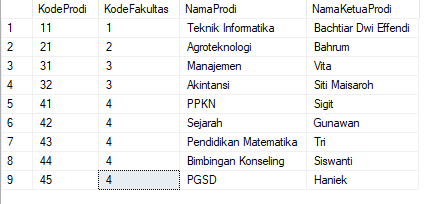 KodeProdi KodeFakultas NamaProdi NamaKetuaProdi
1 11 1 Teknik Informatika Bachtiar Dwi Effendi
2 21 2 Agroteknologi Bahrum
3 31 3 Manajemen Vita
4 32 3 Akintansi Siti Maisaroh
5 41 4 PPKN Sigit
6 42 4 Sejarah Gunawan
7 43 4 Pendidikan Matematika Tri
8 44 4 Bimbingan Konseling Siswanti
9 45 4 PGSD Haniek